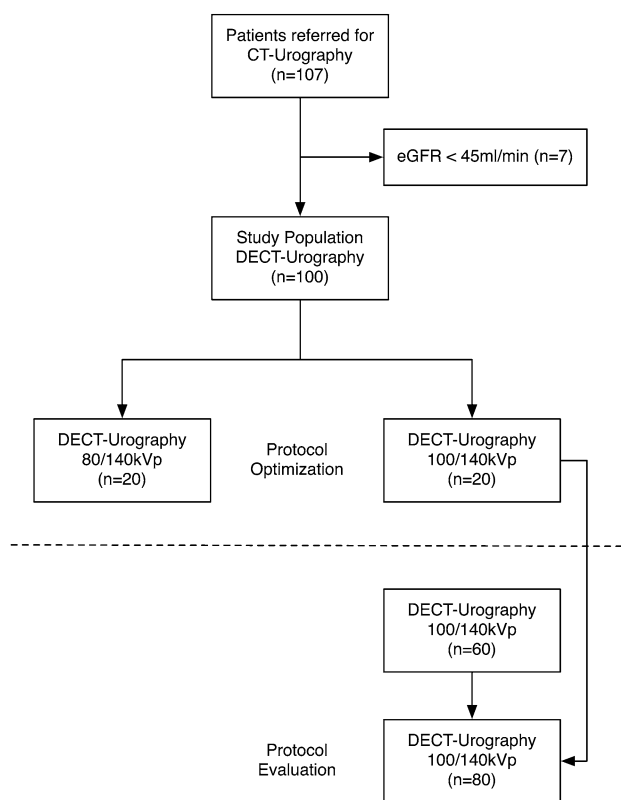 Patients referred for
CT-Urography
(n=107)
eGFR < 45ml/min (n=7)
Study Population
DECT-Urography
(n=100)
DECT-Urography
80/140kVp
(n=20)
Protocol
Optimization
DECT-Urography
100/140kVp
(n=20)
DECT-Urography
100/140kVp
(n=60)
Protocol
Evaluation
DECT-Urography
100/140kVp
(n=80)